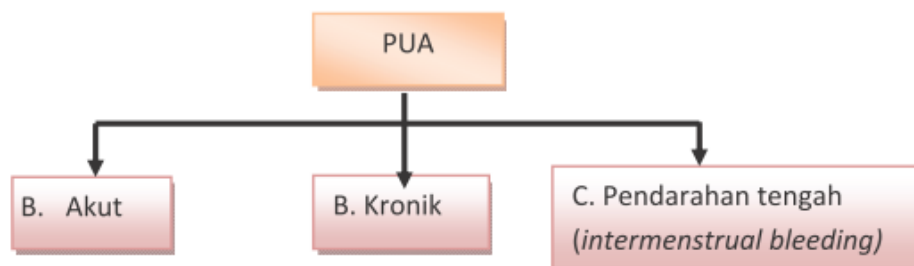 PUA
B. Akut
B. Kronik
C. Pendarahan tengah
(intermenstrual bleeding)